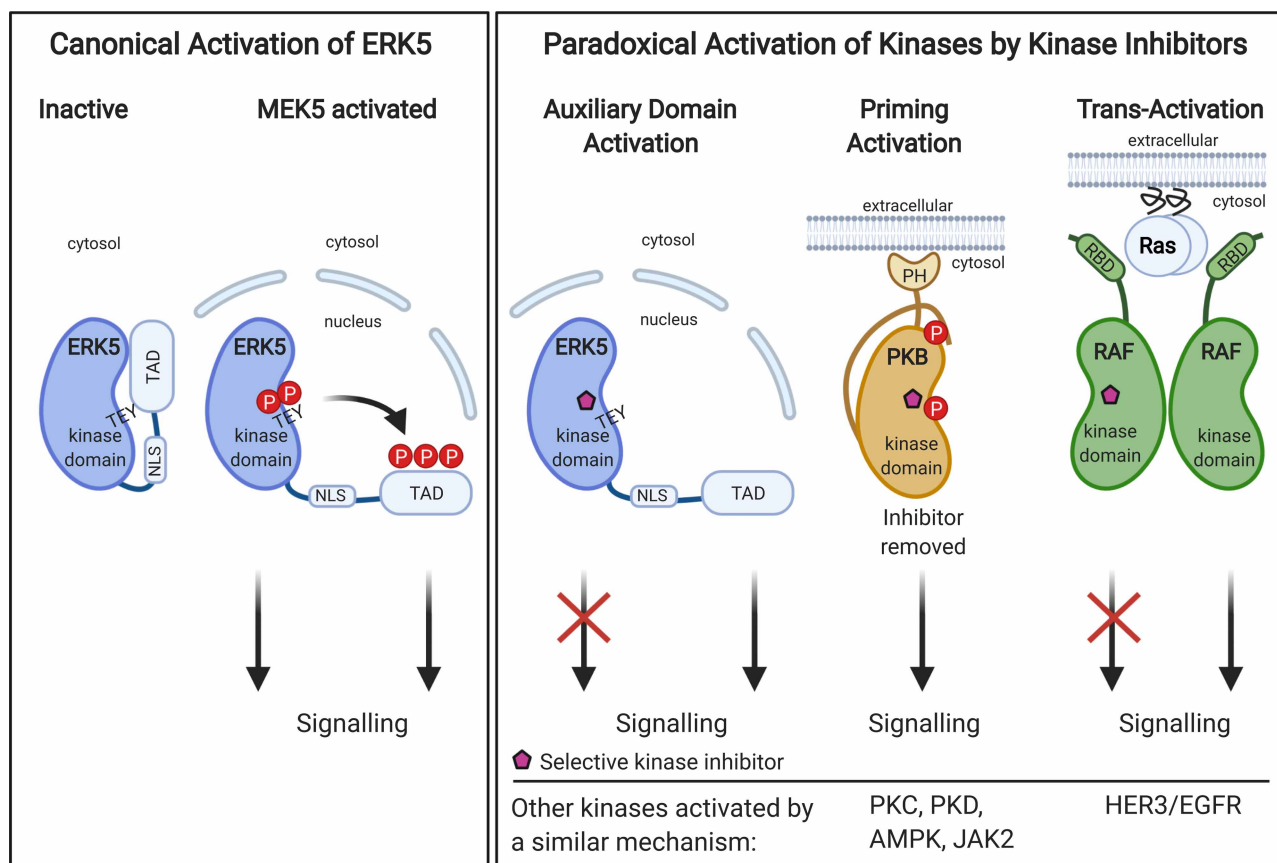 Canonical Activation of ERK5
Inactive
MEK5 activated
cytosol
cytosol
nucleus
ERK5
TAD
TEY
kinase
domain
NLS
ERK5
P
P
TEY
kinase
domain
P P P
NLS
TAD
Signalling
Paradoxical Activation of Kinases by Kinase Inhibitors
Auxiliary Domain
Activation
cytosol
nucleus
ERK5
TEY
kinase
domain
NLS
TAD
Signalling
Priming
Activation
extracellular
cytosol
PH
P
PKB
P
kinase
domain
Inhibitor
removed
Signalling
Trans-Activation
extracellular
cytosol
RBD
Ras
RBD
RAF
RAF
kinase
domain
kinase
domain
Signalling
Selective kinase inhibitor
Other kinases activated by
a similar mechanism:
PKC, PKD,
AMPK, JAK2
HER3/EGFR